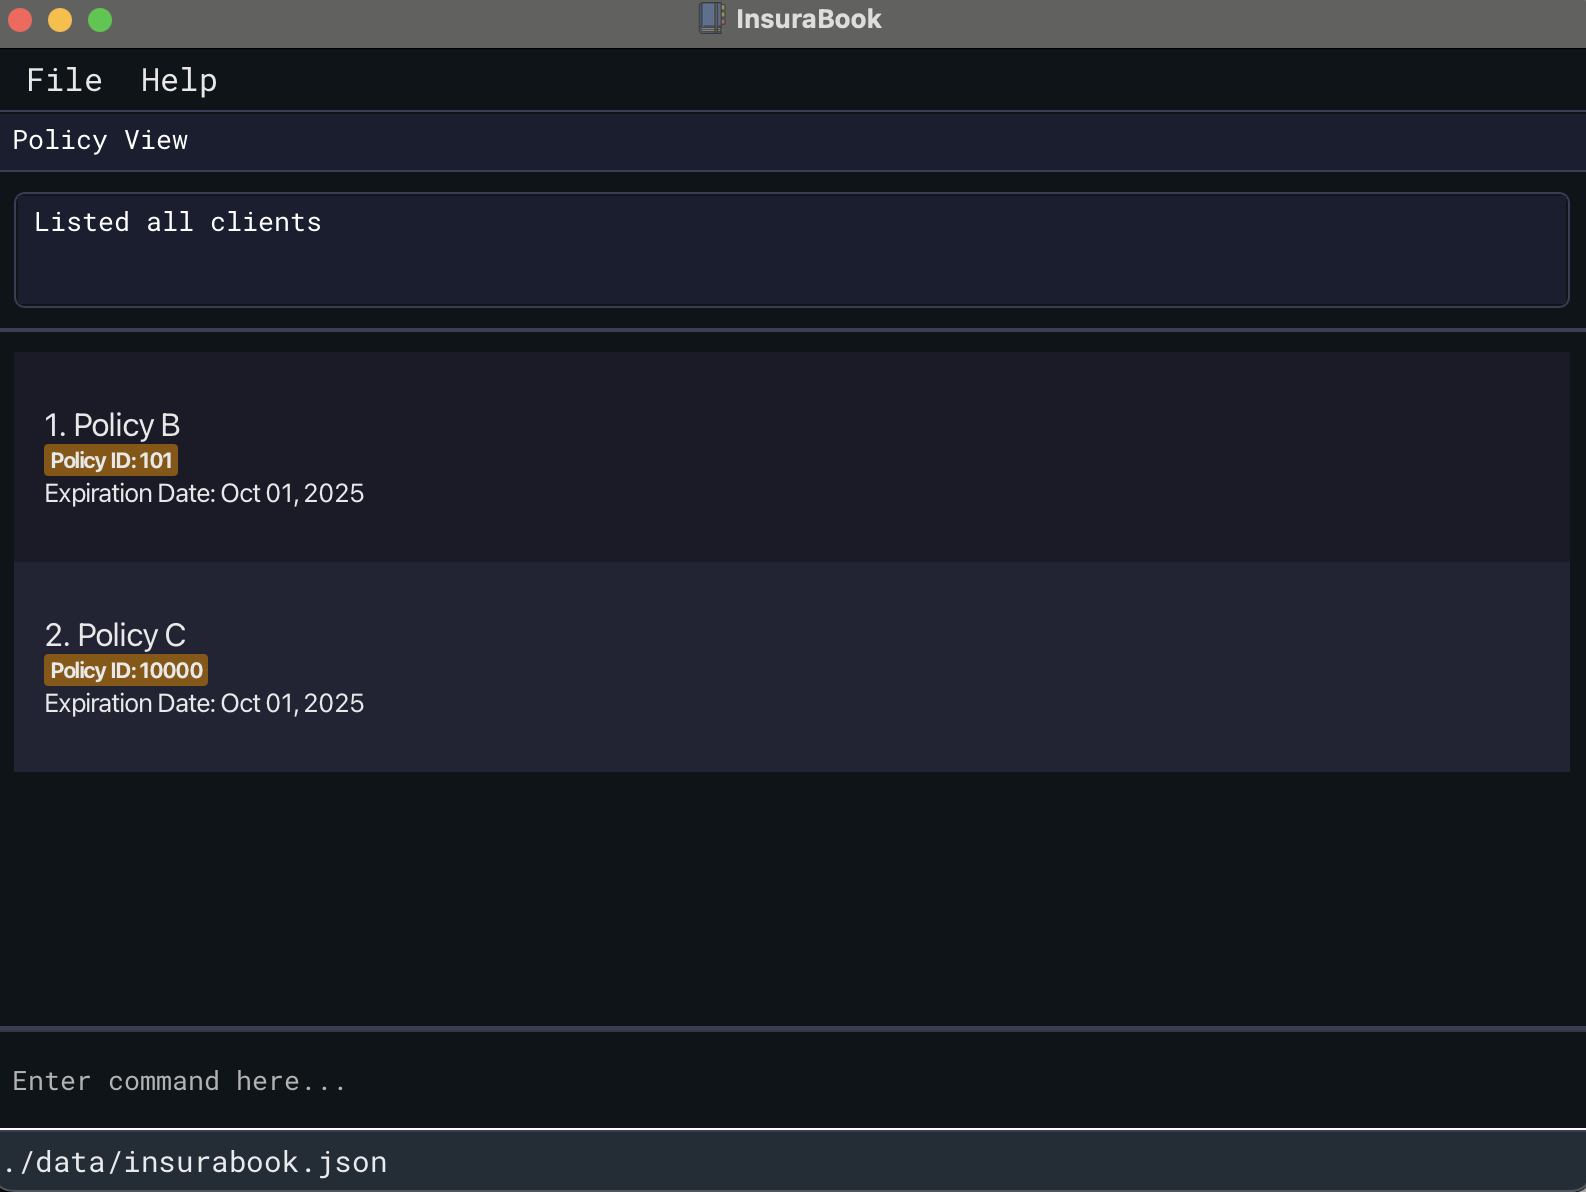 InsuraBook
File Help
Policy View
Listed all clients
1. Policy B
Policy ID: 101
Expiration Date: Oct 01, 2025
2. Policy C
Policy ID: 10000
Expiration Date: Oct 01, 2025
Enter command here...
./data/insurabook.json